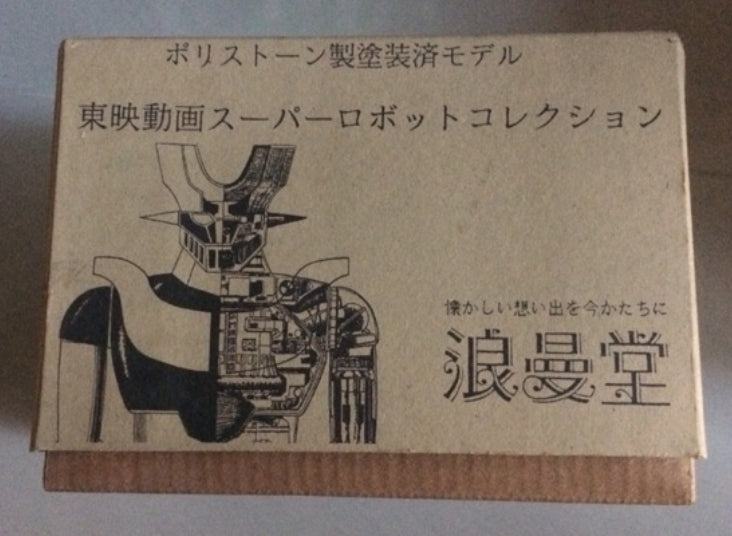 ポリストーン製塗装済モデル
東映動画スーパーロボットコレクション
懐かしい想い出を今かたちに
浪漫堂